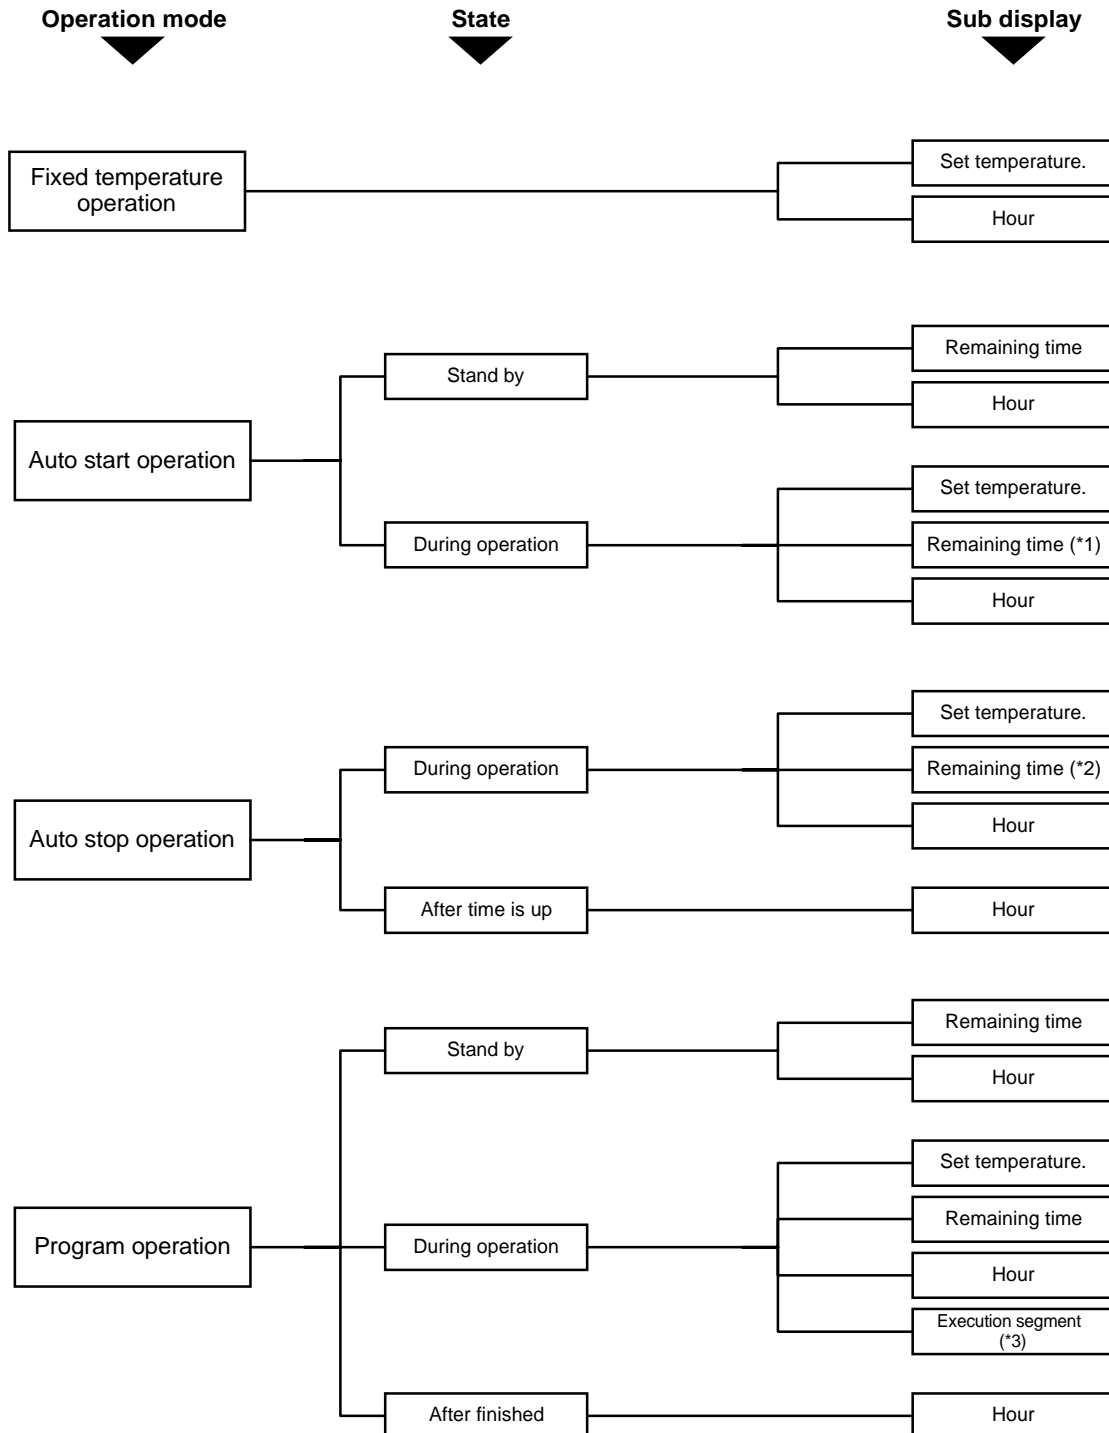 Operation mode
State
Sub display
Fixed temperature
operation
Set temperature.
Hour
Auto start operation
Stand by
Remaining time
Hour
During operation
Set temperature.
Remaining time (*1)
Hour
Auto stop operation
During operation
Set temperature.
Remaining time (*2)
Hour
After time is up
Hour
Program operation
Stand by
Remaining time
Hour
During operation
Set temperature.
Remaining time
Hour
Execution segment
(*3)
After finished
Hour